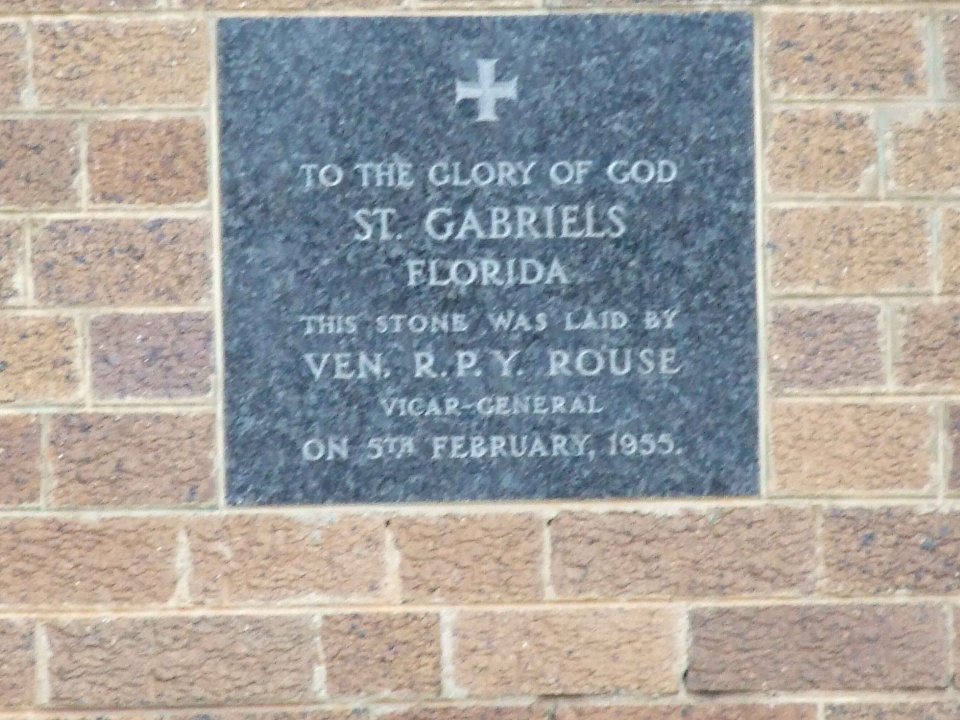 TO THE GLORY OF GOD
ST. GABRIELS
FLORIDA
THIS STONE WAS LAID BY
VEN. R.P.Y. ROUSE
VICAR-GENERAL
ON 5TH FEBRUARY, 1955.